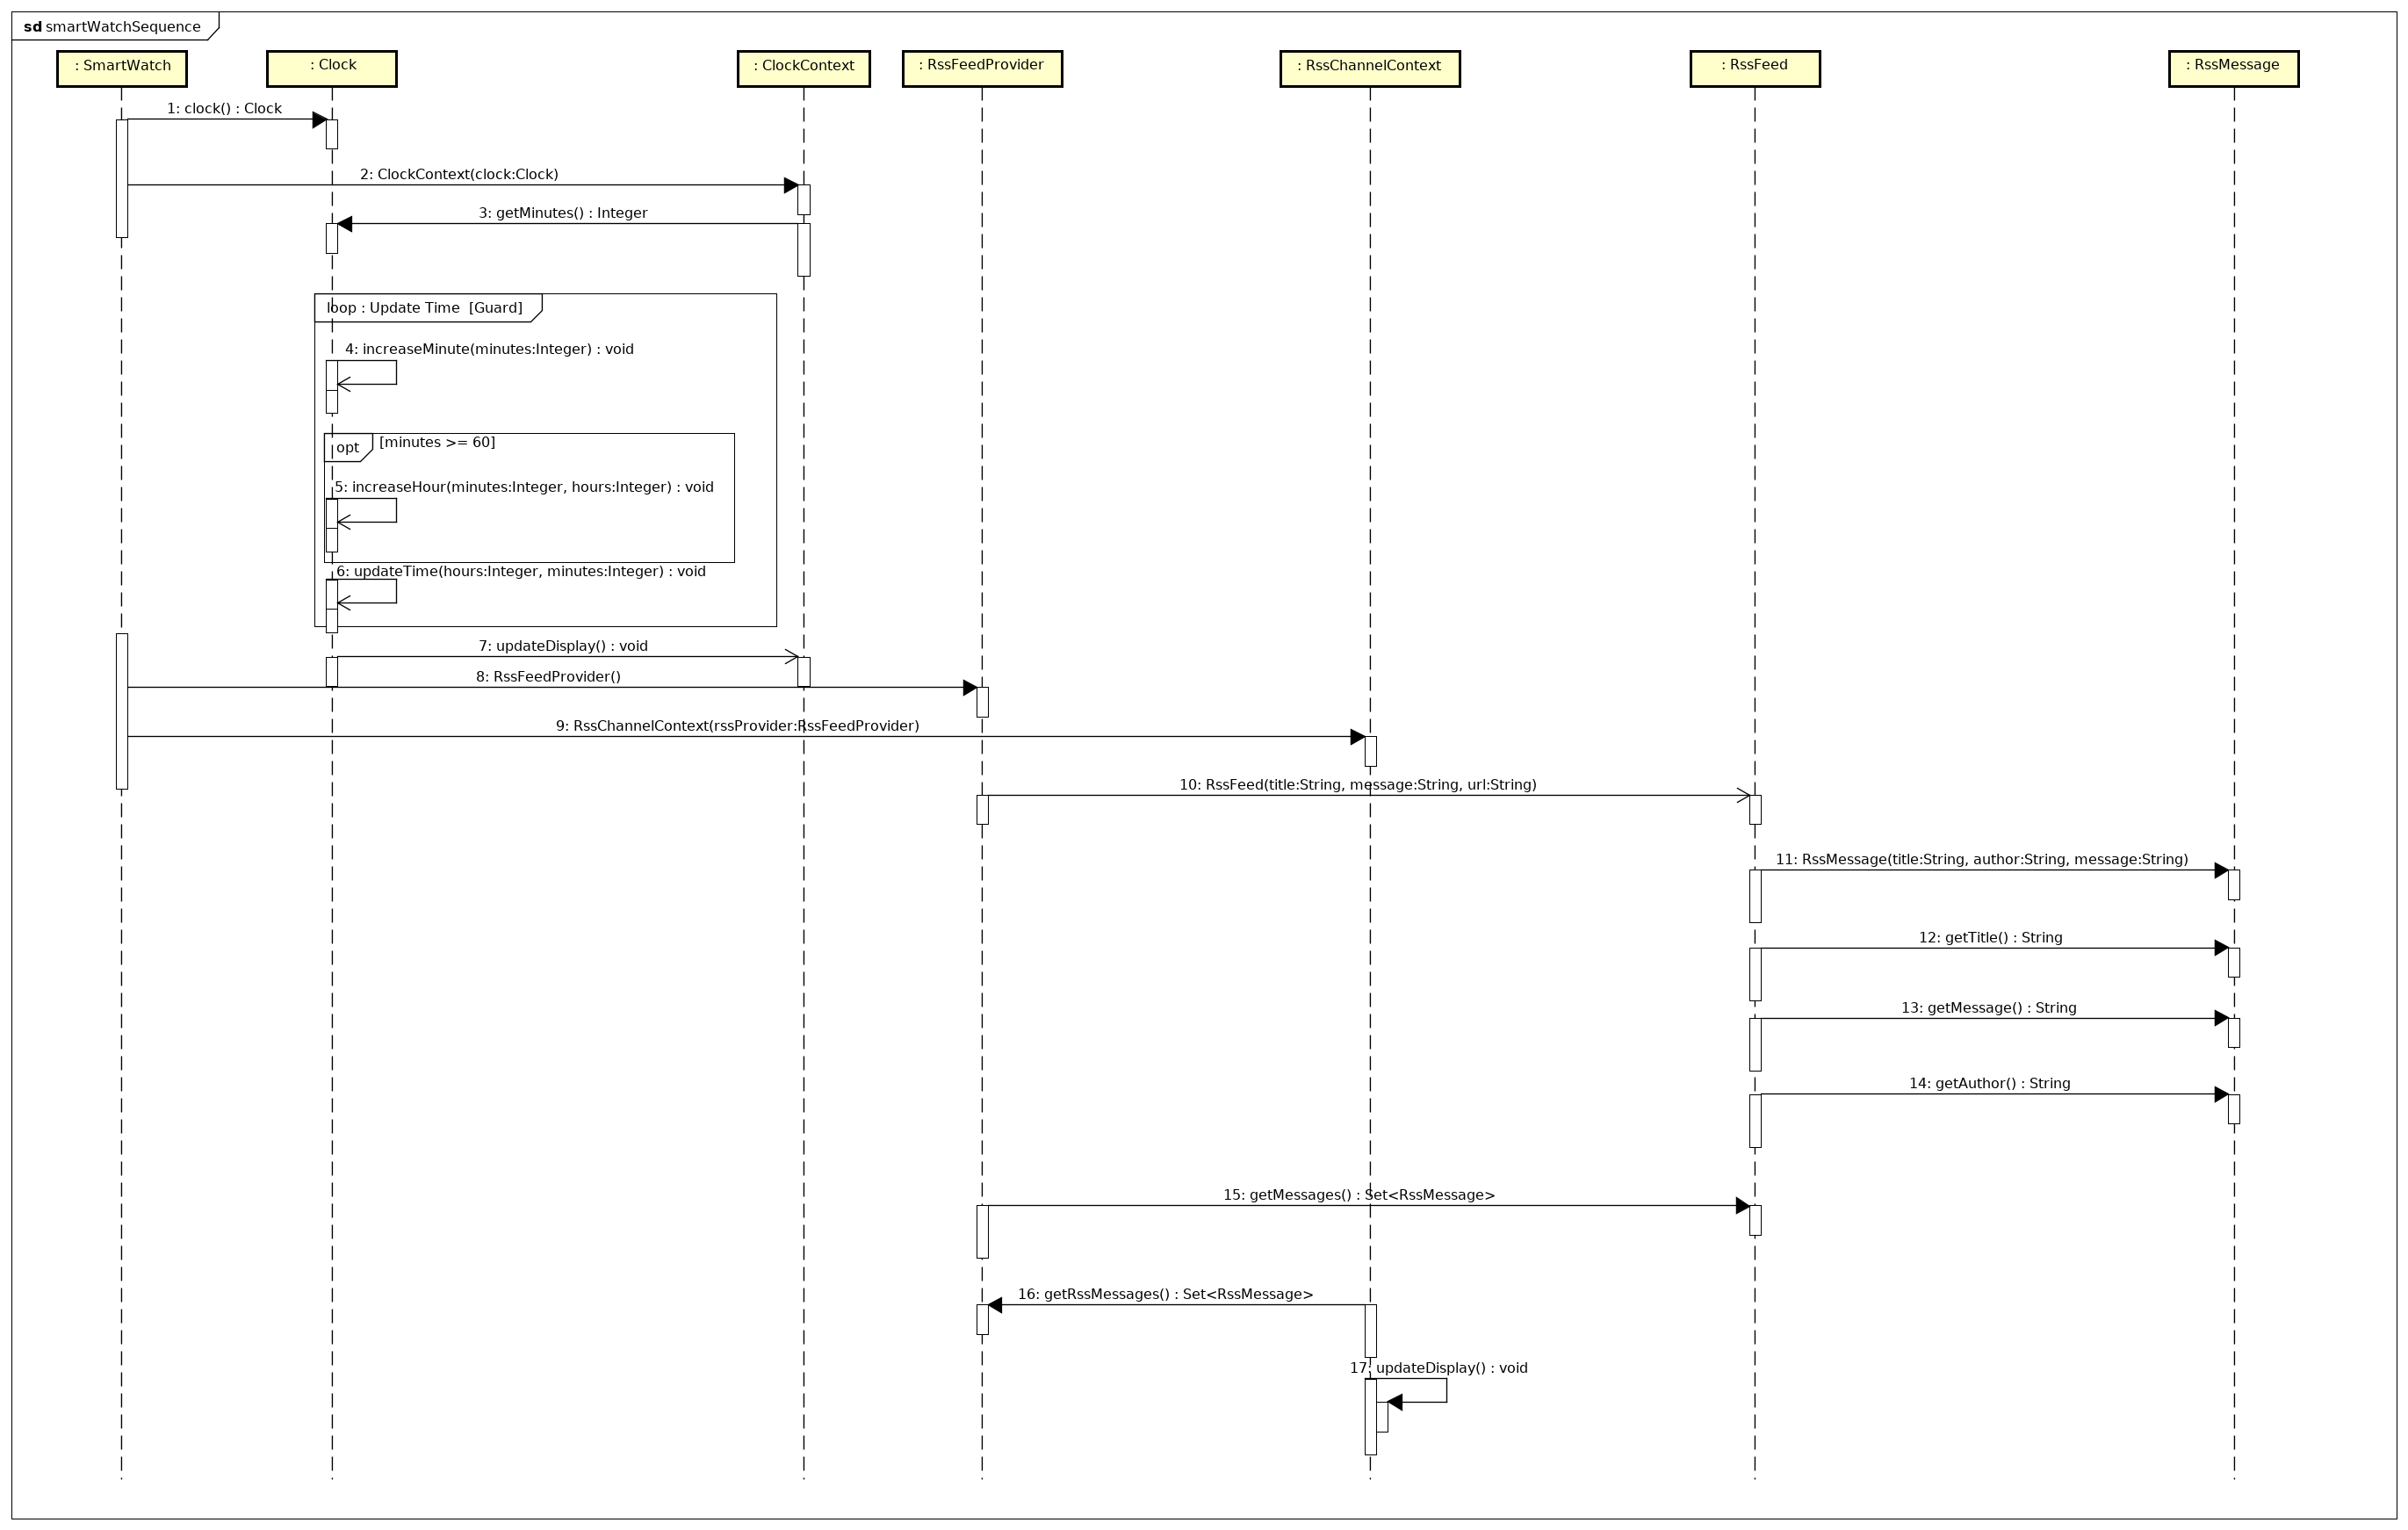 sd smartWatchSequence
: SmartWatch
: Clock
: ClockContext
: RssFeedProvider
: RssChannelContext
: RssFeed
: RssMessage
1: clock() : Clock
2: ClockContext(clock:Clock)
3: getMinutes() : Integer
loop : Update Time [Guard]
4: increaseMinute(minutes:Integer) : void
opt
[minutes >= 60]
5: increaseHour(minutes:Integer, hours:Integer) : void
6: updateTime(hours:Integer, minutes:Integer) : void
7: updateDisplay() : void
8: RssFeedProvider()
9: RssChannelContext(rssProvider:RssFeedProvider)
10: RssFeed(title:String, message:String, url:String)
11: RssMessage(title:String, author:String, message:String)
12: getTitle() : String
13: getMessage() : String
14: getAuthor() : String
15: getMessages() : Set<RssMessage>
16: getRssMessages() : Set<RssMessage>
17: updateDisplay() : void